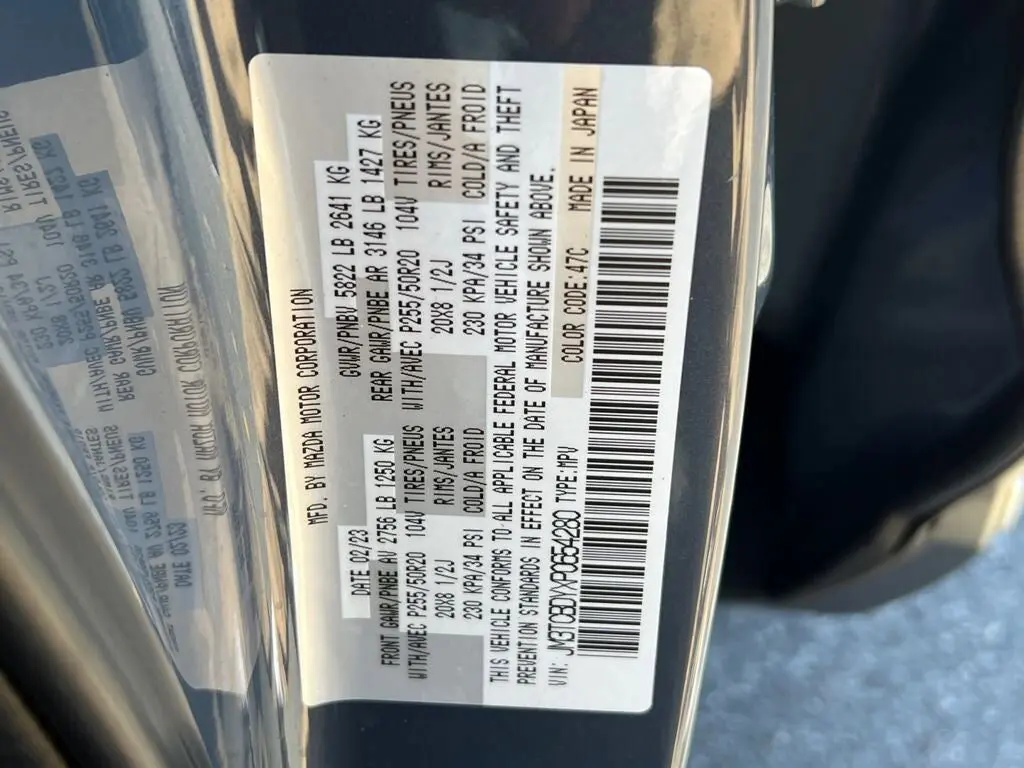 MFD. BY MAZDA MOTOR CORPORATION
DATE 02/23 GVWR/PNBV 5822 LB 2641 KG
FRONT GAWR/PNBE AV 2756 LB 1250 KG REAR GAWR/PNBE AR 3146 LB 1427 KG
WITH/AVEC P255/50R20 104V TIRES/PNEUS WITH/AVEC P255/50R20 104V TIRES/PNEUS
20X8 1/2J RIMS/JANTES 20X8 1/2J RIMS/JANTES
230 KPA/34 PSI COLD/A FROID 230 KPA/34 PSI COLD/A FROID
THIS VEHICLE CONFORMS TO ALL APPLICABLE FEDERAL MOTOR VEHICLE SAFETY AND THEFT
PREVENTION STANDARDS IN EFFECT ON THE DATE OF MANUFACTURE SHOWN ABOVE.
VIN: JM3TCBDYXP0654280 TYPE:MPV COLOR CODE:47C MADE IN JAPAN